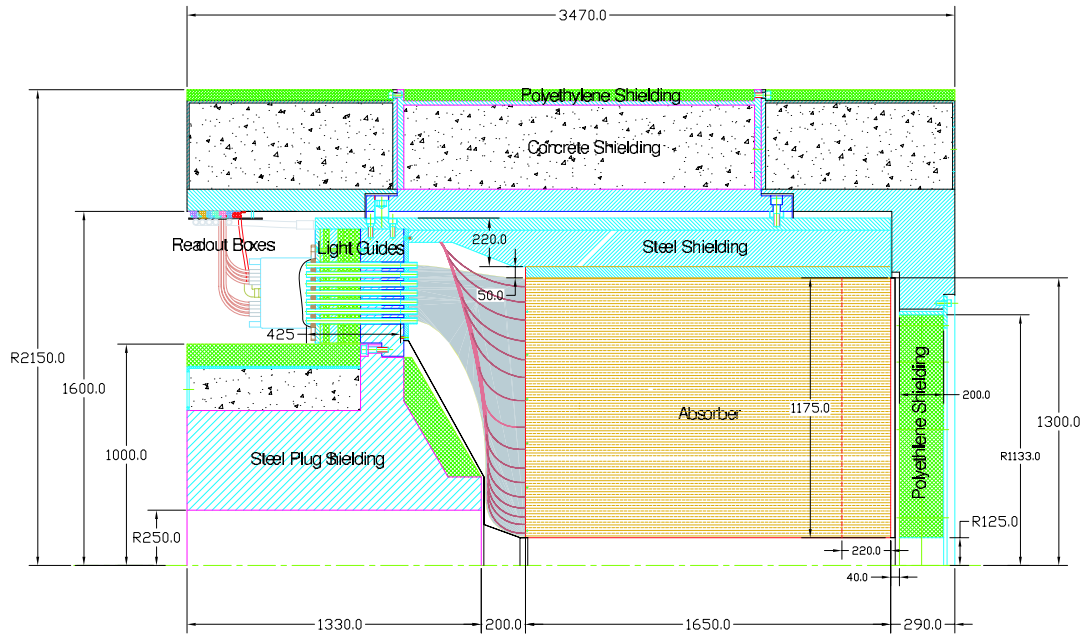 3470.0
Polyethylene Shielding
Concrete Shielding
Readout Boxes
Light Guides
220.0
Steel Shielding
50.0
425
R2150.0
1600.0
1175.0
Absorber
Polyethlene Shielding
200.0
1300.0
1000.0
Steel Plug Shielding
R1133.0
R250.0
R125.0
220.0
40.0
1330.0
200.0
1650.0
290.0